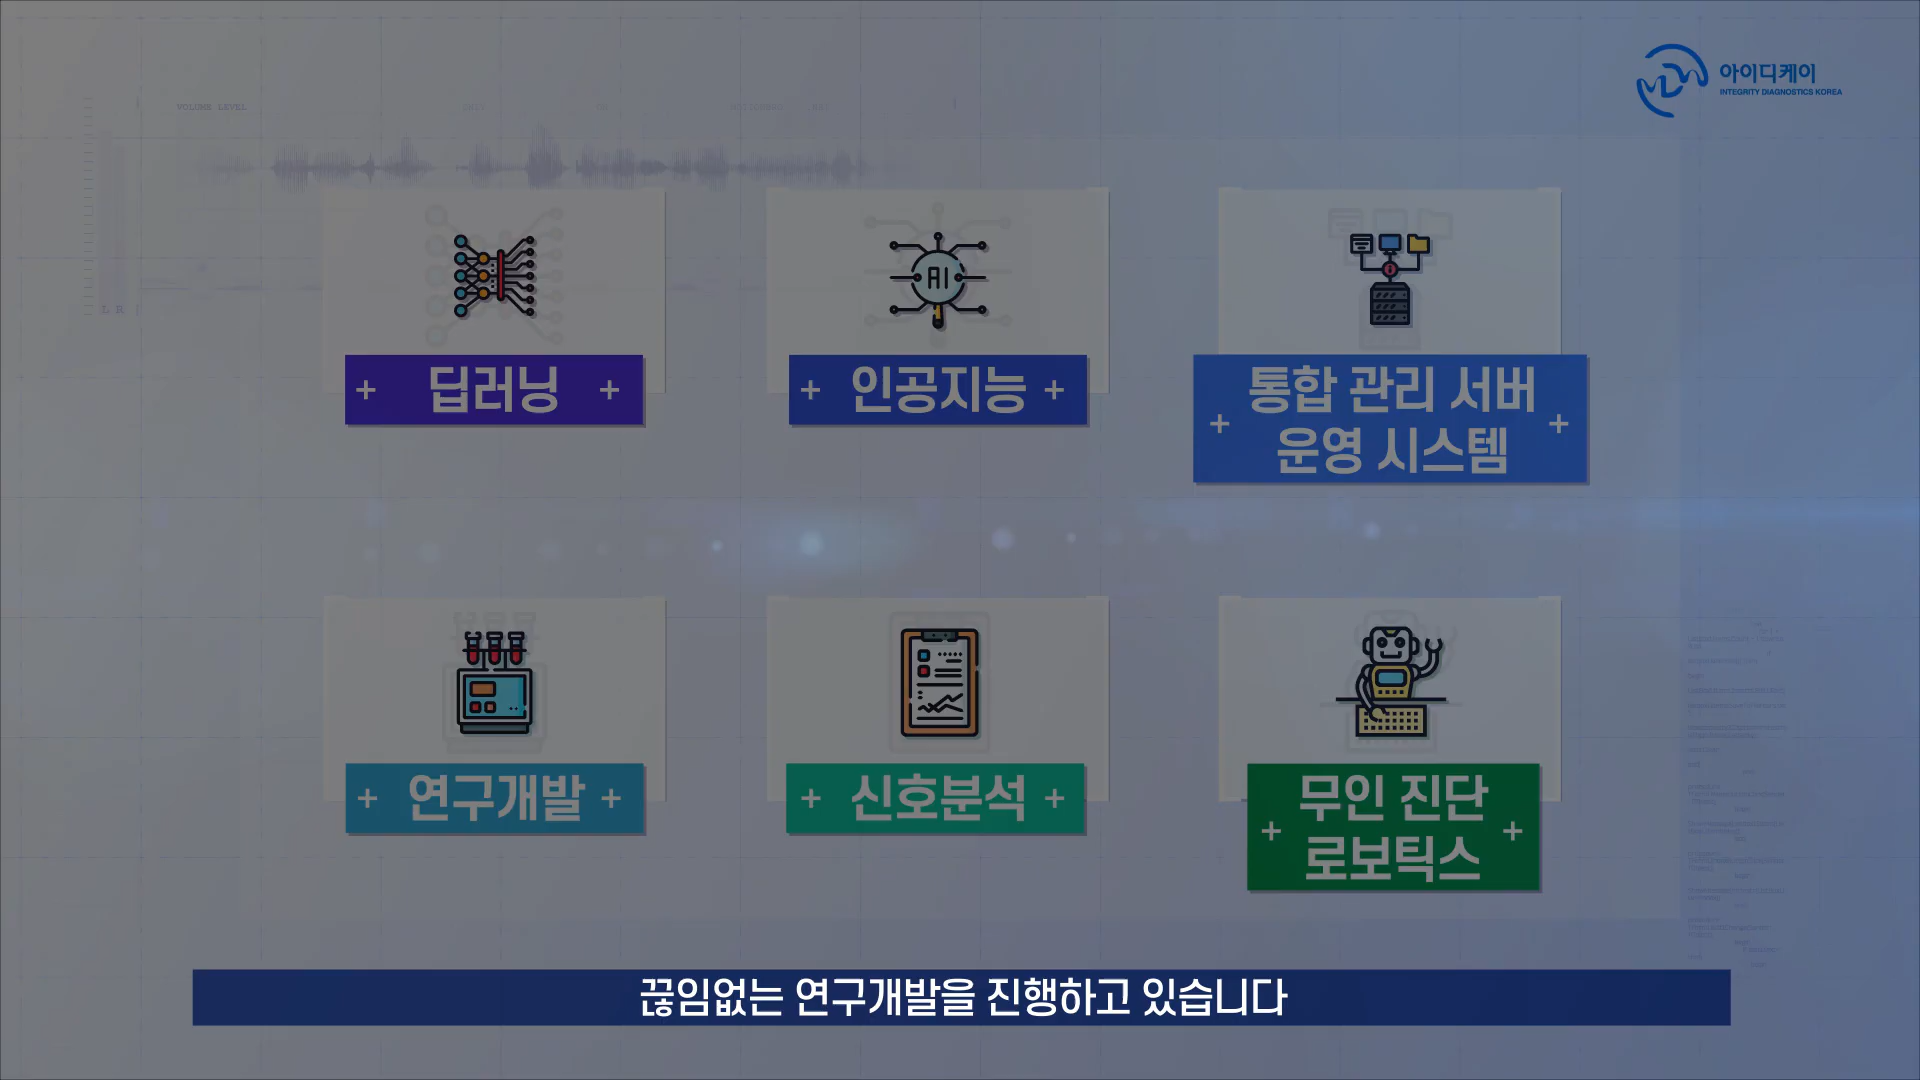 아이디케이
INTEGRITY DIAGNOSTICS KOREA
VOLUME LEVEL
L R
AI
+ 딥러닝 +
+ 인공지능 +
통합 관리 서버
+ 운영 시스템 +
+ 연구개발 +
+ 신호분석 +
무인 진단
+ 로보틱스 +
끊임없는 연구개발을 진행하고 있습니다